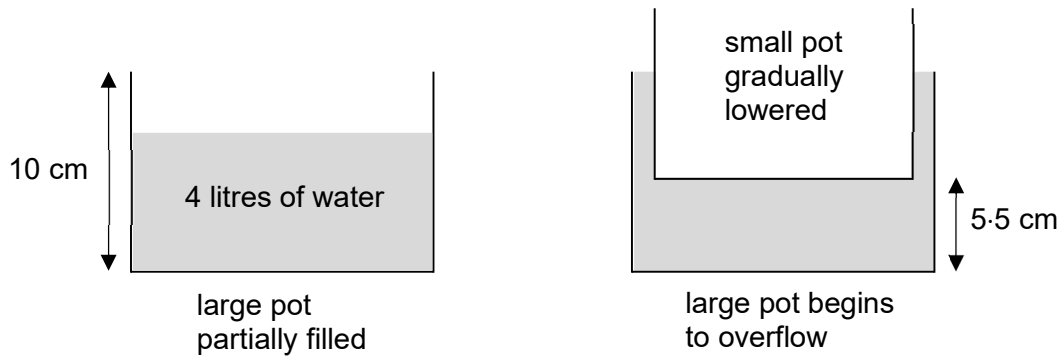 10 cm
4 litres of water
large pot
partially filled
small pot
gradually
lowered
5·5 cm
large pot begins
to overflow